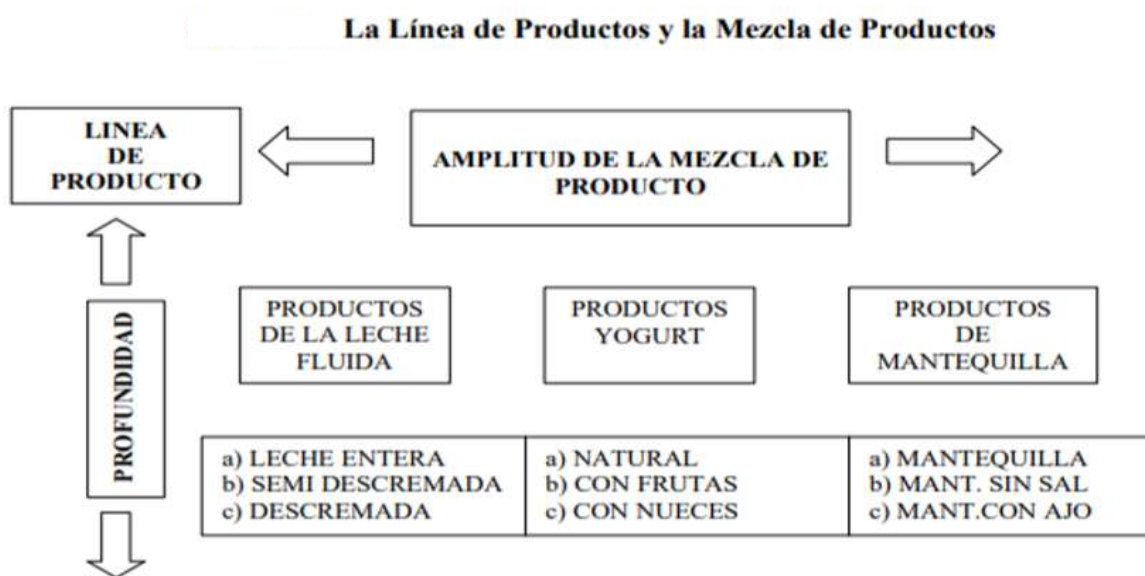 La Línea de Productos y la Mezcla de Productos
LINEA
DE
PRODUCTO
AMPLITUD DE LA MEZCLA DE
PRODUCTO
PROFUNDIDAD
PRODUCTOS
DE LA LECHE
FLUIDA
PRODUCTOS
YOGURT
PRODUCTOS
DE
MANTEQUILLA
a) LECHE ENTERA
b) SEMI DESCREMADA
c) DESCREMADA
a) NATURAL
b) CON FRUTAS
c) CON NUECES
a) MANTEQUILLA
b) MANT. SIN SAL
c) MANT.CON AJO